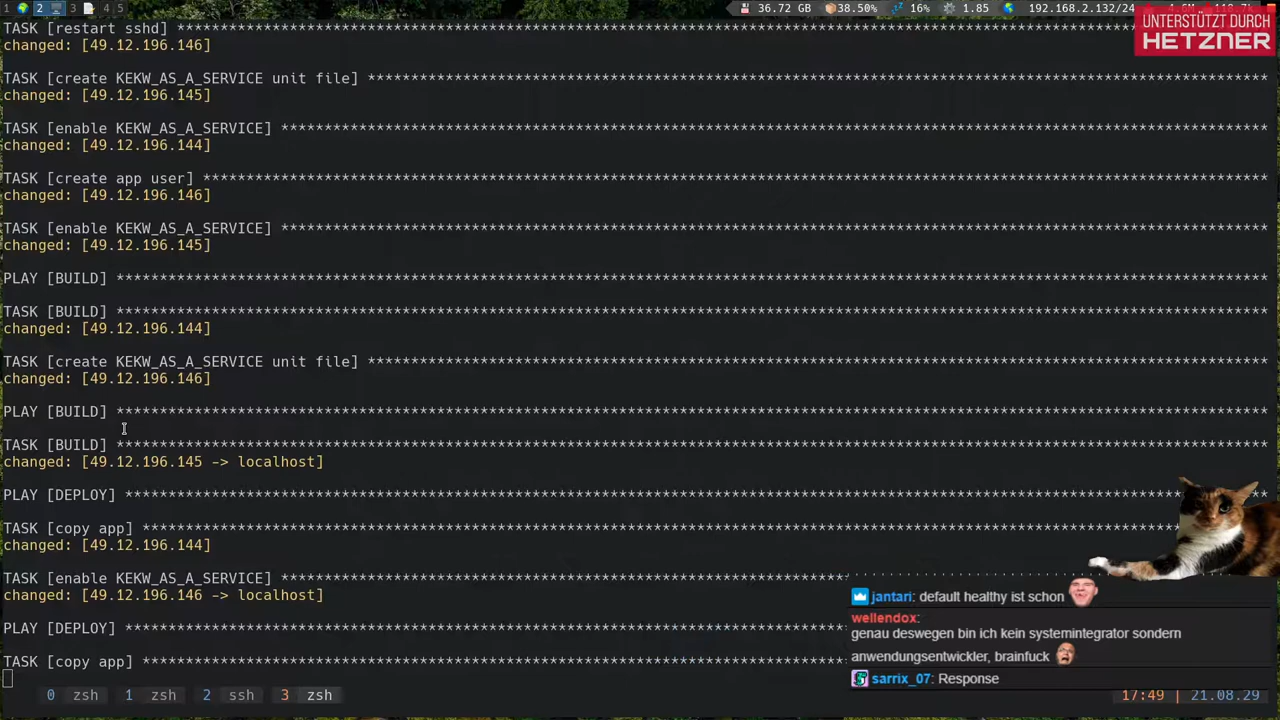 1 2 3 4 5
36.72 GB 38.50% 16% 1.85 192.168.2.132/24
UNTERSTÜTZT DURCH
HETZNER
TASK [restart sshd] ****
changed: [49.12.196.146]
TASK [create KEKW_AS_A_SERVICE unit file] ****
changed: [49.12.196.145]
TASK [enable KEKW_AS_A_SERVICE] ****
changed: [49.12.196.144]
TASK [create app user] ****
changed: [49.12.196.146]
TASK [enable KEKW_AS_A_SERVICE] ****
changed: [49.12.196.145]
PLAY [BUILD] ****
TASK [BUILD] ****
changed: [49.12.196.144]
TASK [create KEKW_AS_A_SERVICE unit file] ****
changed: [49.12.196.146]
PLAY [BUILD] ****
TASK [BUILD] ****
changed: [49.12.196.145 -> localhost]
PLAY [DEPLOY] ****
TASK [copy app] ****
changed: [49.12.196.144]
TASK [enable KEKW_AS_A_SERVICE] ****
changed: [49.12.196.146 -> localhost]
PLAY [DEPLOY] ****
TASK [copy app] ****
jantari: default healthy ist schon
wellendox:
genau deswegen bin ich kein systemintegrator sondern
anwendungsentwickler, brainfuck
sarrix_07: Response
0 zsh 1 zsh 2 ssh 3 zsh
17:49 | 21.08.29